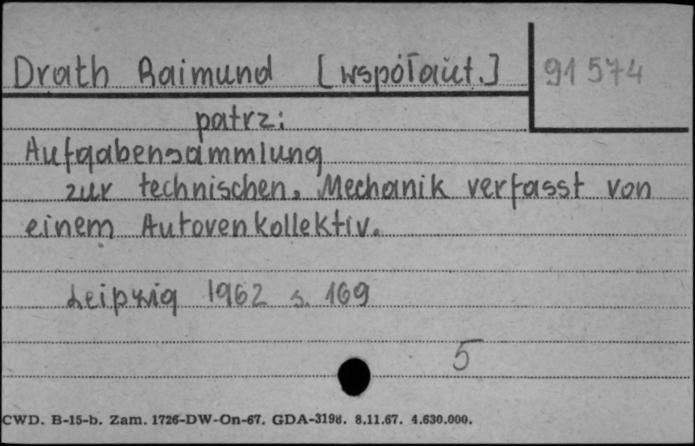 Drath Raimund [współaut.] 91 574
patrz:
Aufgabensammlung
zur technischen. Mechanik verfasst von
einem Autorenkollektiv.
Leipzig 1962 s. 169
5
CWD. B-15-b. Zam. 1726-DW-On-67. GDA-3198. 8.11.67. 4.630.000.